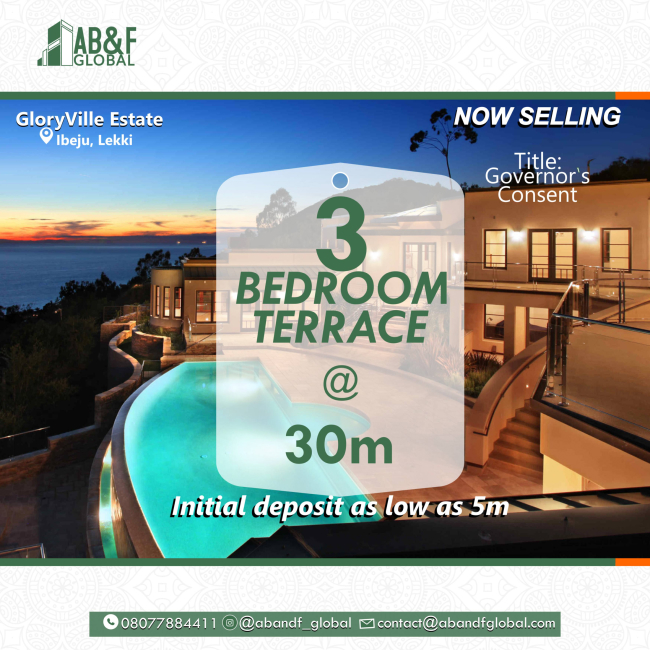 AB&F
GLOBAL
GloryVille Estate
Ibeju, Lekki
NOW SELLING
Title:
Governor`s
Consent
3
BEDROOM
TERRACE
@
30m
Initial deposit as low as 5m
08077884411 @abandf_global contact@abandfglobal.com